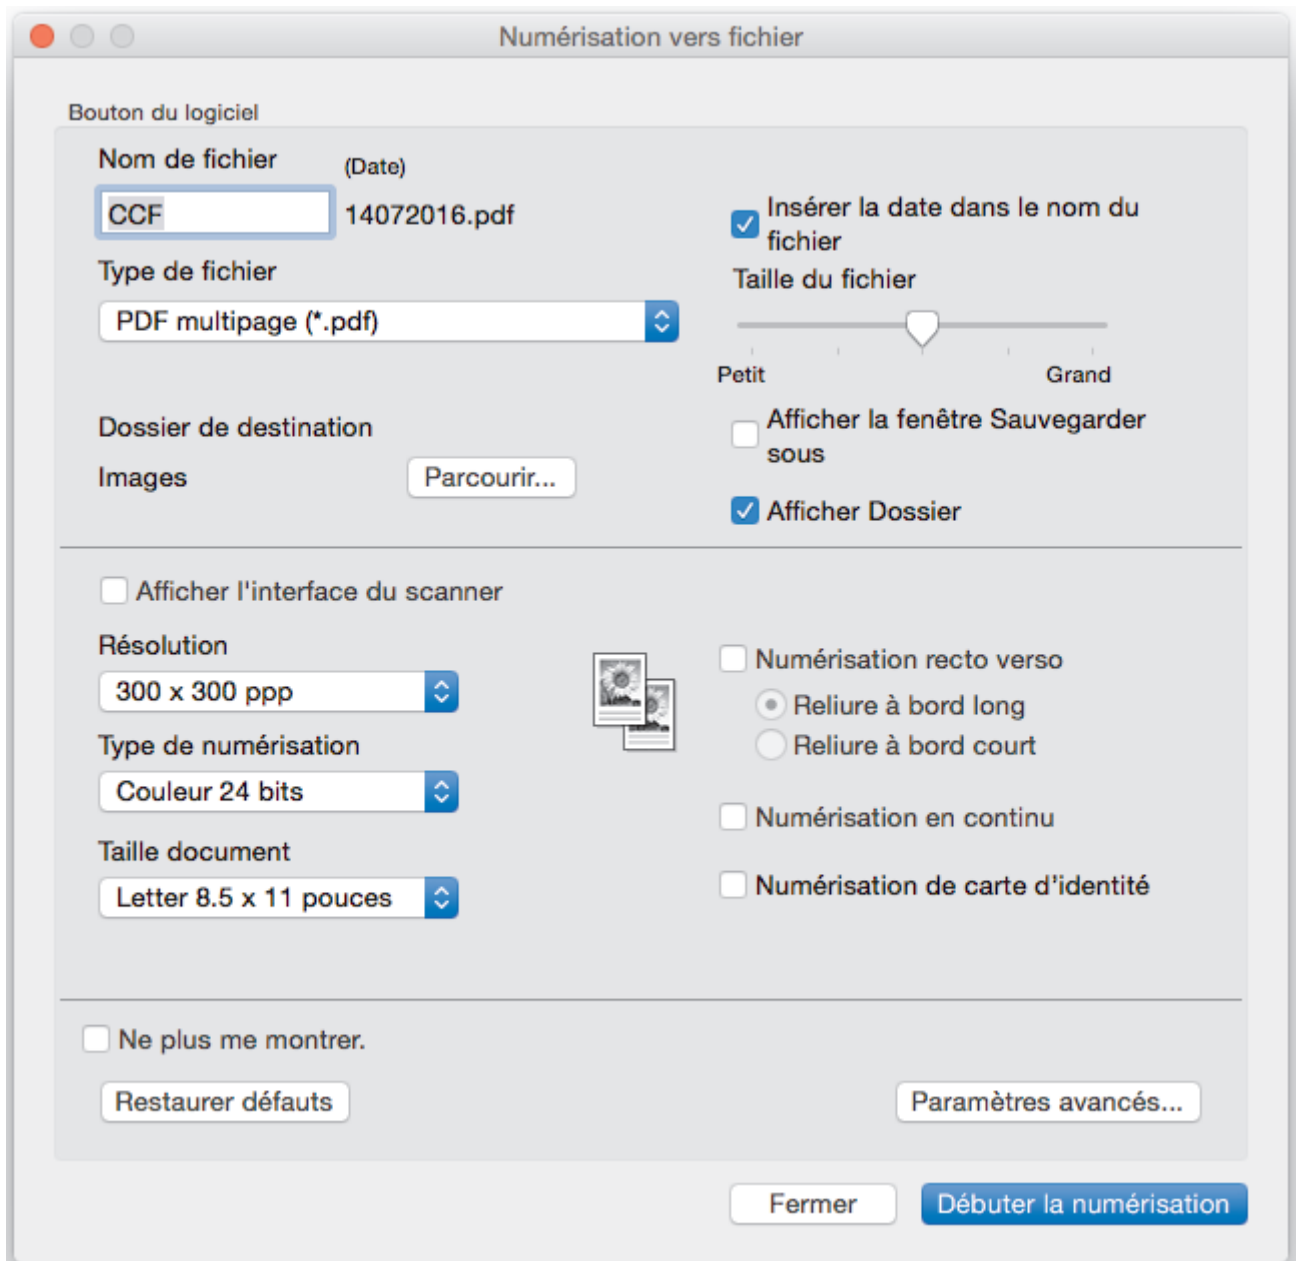 Numérisation vers fichier
Bouton du logiciel
Nom de fichier (Date)
CCF 14072016.pdf
Insérer la date dans le nom du
fichier
Type de fichier
PDF multipage (*.pdf)
Taille du fichier
Petit Grand
Dossier de destination
Images Parcourir...
Afficher la fenêtre Sauvegarder
sous
Afficher Dossier
Afficher l'interface du scanner
Résolution
300 x 300 ppp
Type de numérisation
Couleur 24 bits
Taille document
Letter 8.5 x 11 pouces
Numérisation recto verso
Reliure à bord long
Reliure à bord court
Numérisation en continu
Numérisation de carte d'identité
Ne plus me montrer.
Restaurer défauts Paramètres avancés...
Fermer Débuter la numérisation